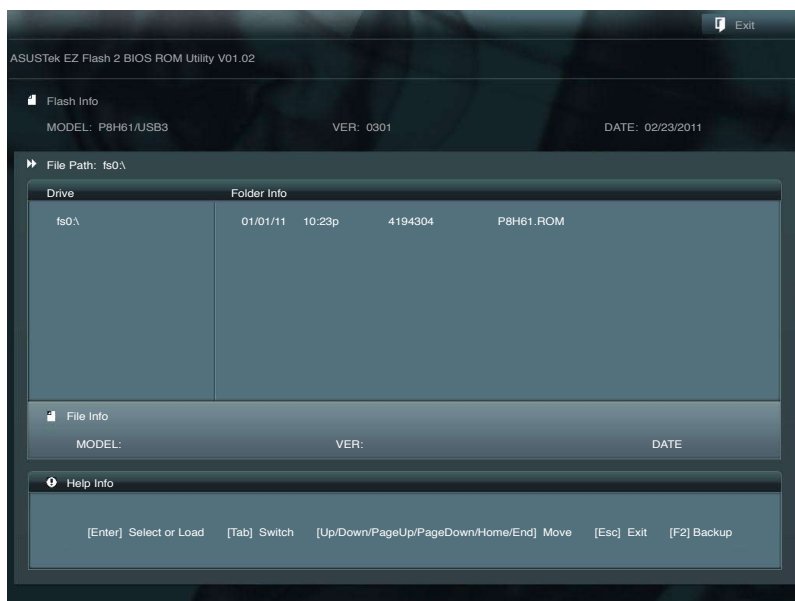 Exit
ASUSTek EZ Flash 2 BIOS ROM Utility V01.02
Flash Info
MODEL: P8H61/USB3 VER: 0301 DATE: 02/23/2011
File Path: fs0:\
Drive Folder Info
fs0:\ 01/01/11 10:23p 4194304 P8H61.ROM
File Info
MODEL: VER: DATE
Help Info
[Enter] Select or Load [Tab] Switch [Up/Down/PageUp/PageDown/Home/End] Move [Esc] Exit [F2] Backup